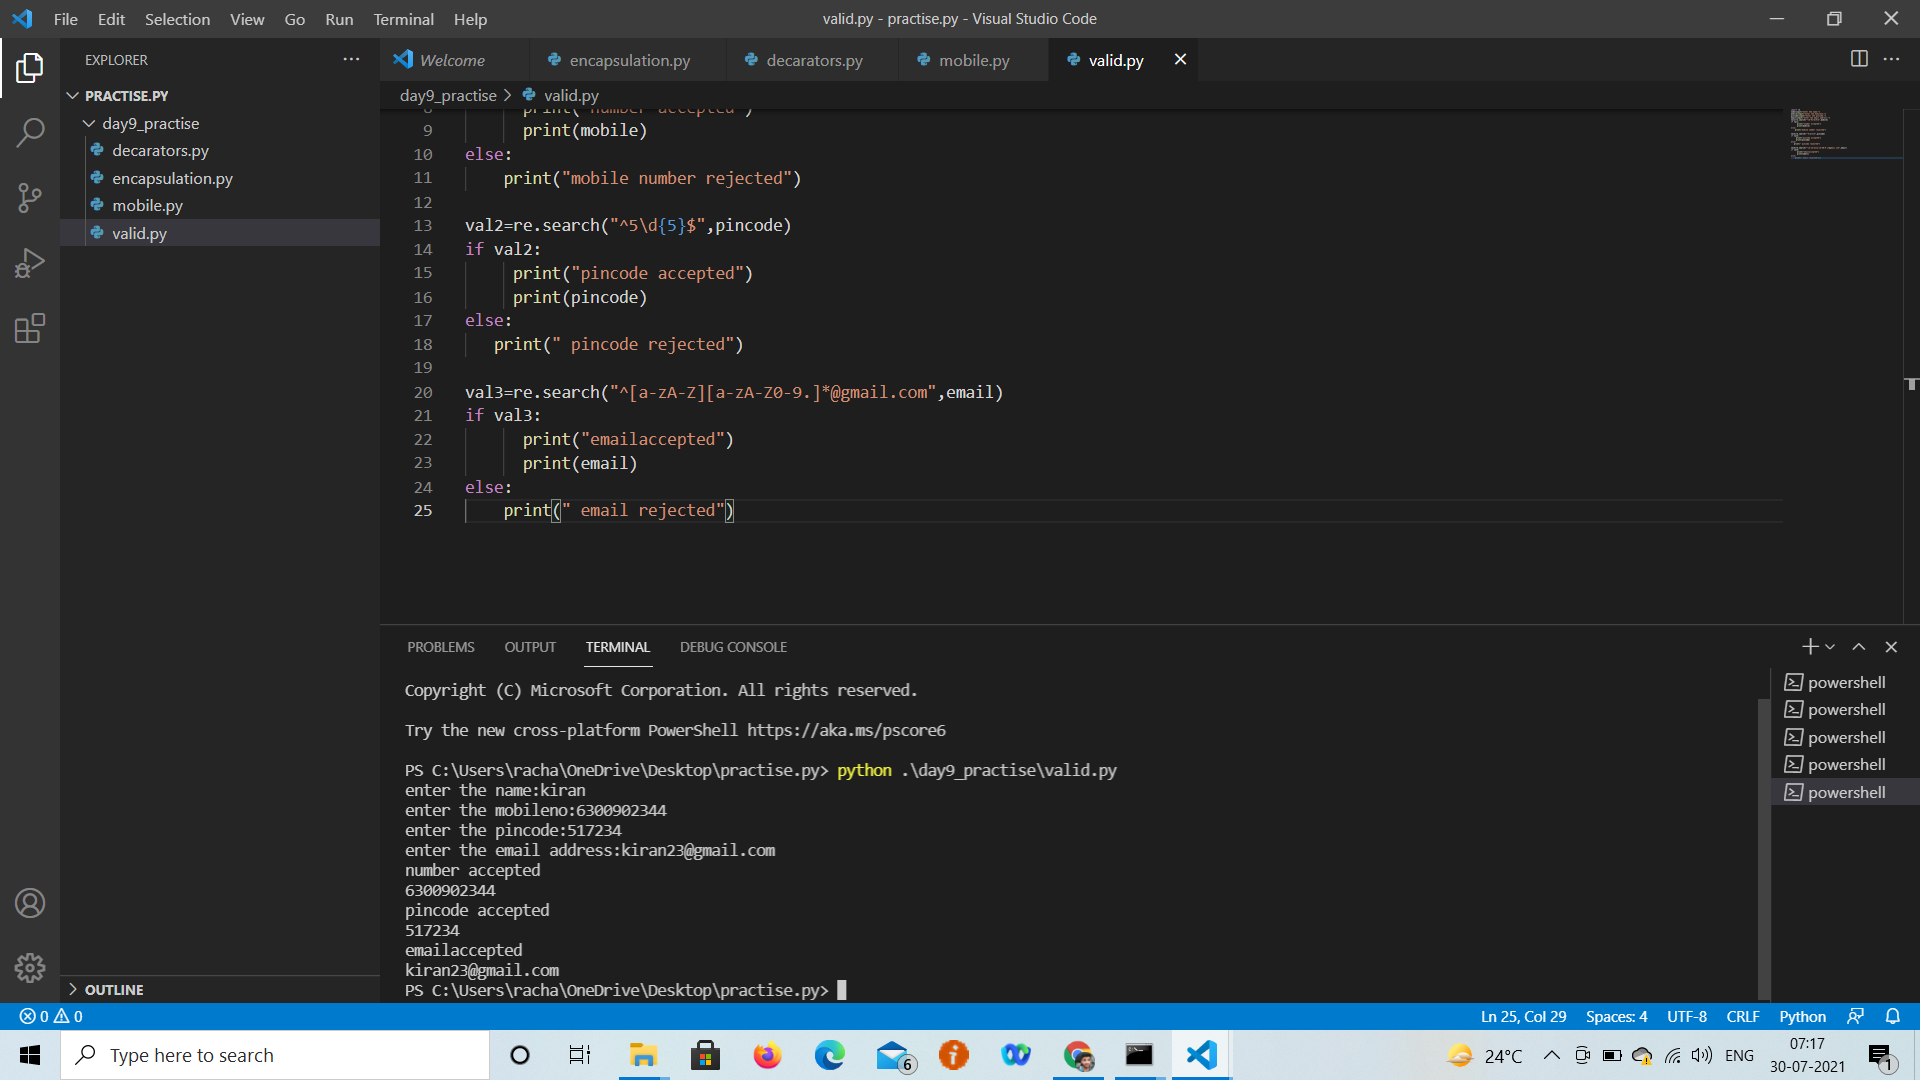 File Edit Selection View Go Run Terminal Help
valid.py - practise.py - Visual Studio Code
EXPLORER
PRACTISE.PY
day9_practise
decarators.py
encapsulation.py
mobile.py
valid.py
OUTLINE
Welcome encapsulation.py decarators.py mobile.py valid.py
day9_practise > valid.py
8 print("number accepted")
9 print(mobile)
10 else:
11 print("mobile number rejected")
12
13 val2=re.search("^5\d{5}$",pincode)
14 if val2:
15 print("pincode accepted")
16 print(pincode)
17 else:
18 print(" pincode rejected")
19
20 val3=re.search("^[a-zA-Z][a-zA-Z0-9.]*@gmail.com",email)
21 if val3:
22 print("emailaccepted")
23 print(email)
24 else:
25 print(" email rejected")
PROBLEMS OUTPUT TERMINAL DEBUG CONSOLE
Copyright (C) Microsoft Corporation. All rights reserved.
Try the new cross-platform PowerShell https://aka.ms/pscore6
PS C:\Users\racha\OneDrive\Desktop\practise.py> python .\day9_practise\valid.py
enter the name:kiran
enter the mobileno:6300902344
enter the pincode:517234
enter the email address:kiran23@gmail.com
number accepted
6300902344
pincode accepted
517234
emailaccepted
kiran23@gmail.com
PS C:\Users\racha\OneDrive\Desktop\practise.py>
powershell
powershell
powershell
powershell
powershell
0 0
Ln 25, Col 29 Spaces: 4 UTF-8 CRLF Python
Type here to search
6
24°C
ENG
07:17
30-07-2021
1